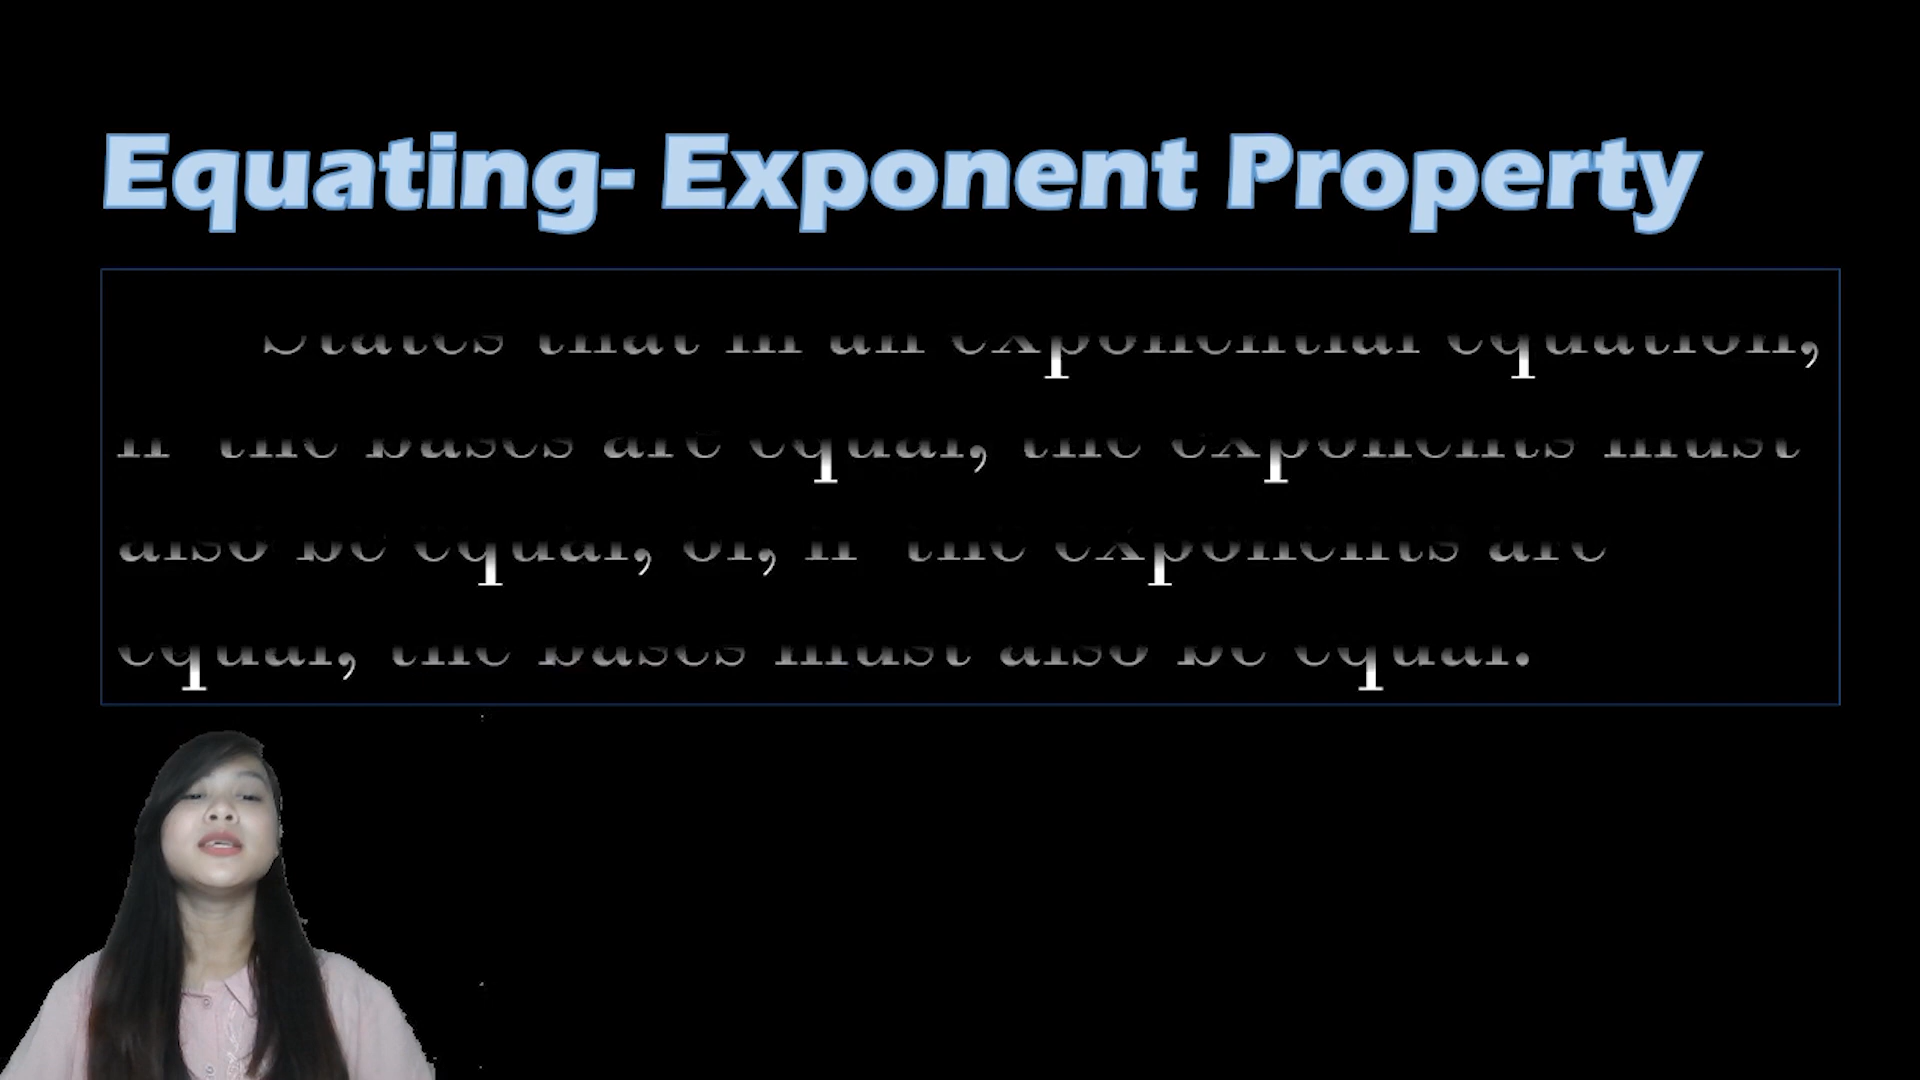 Equating- Exponent Property
States that in an exponential equation,
if the bases are equal, the exponents must
also be equal, or, if the exponents are
equal, the bases must also be equal.